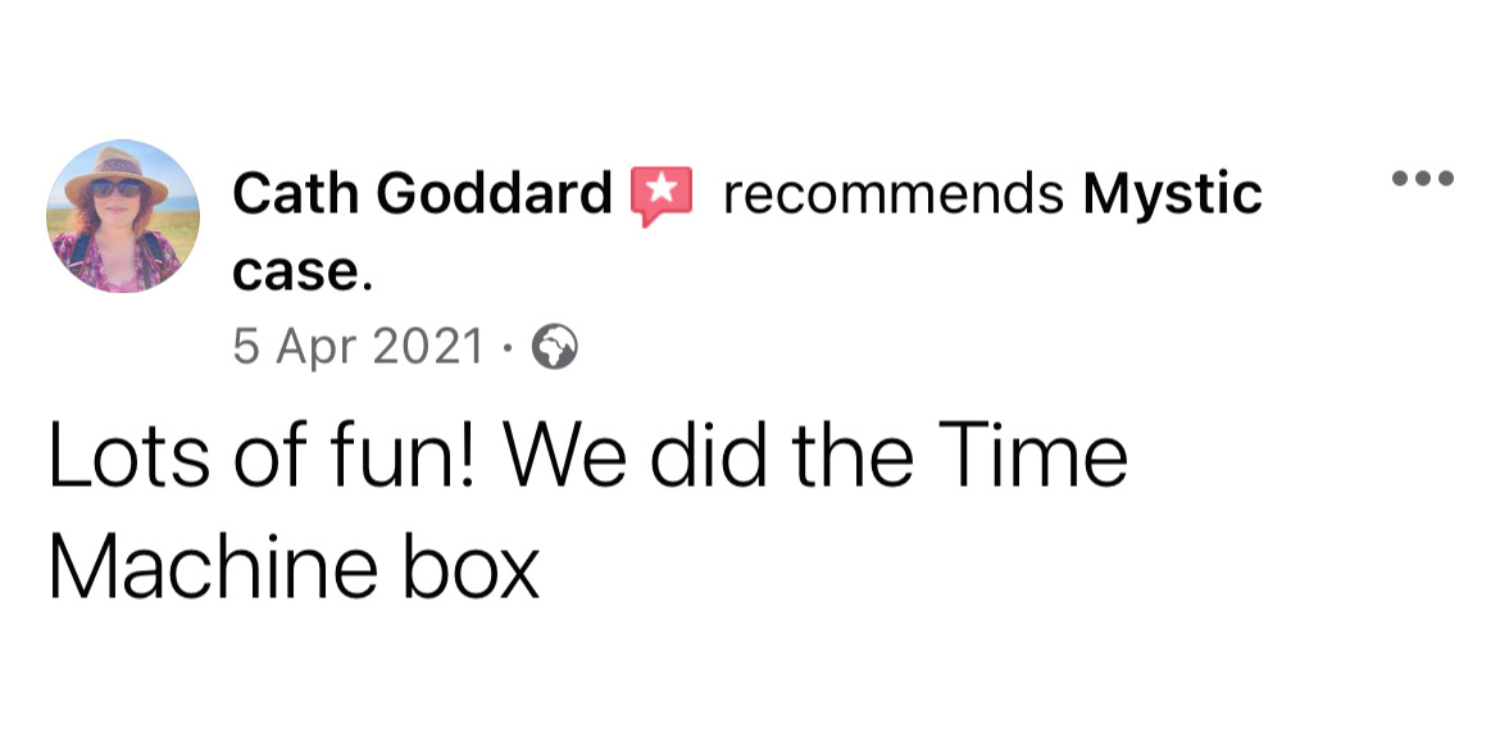 Cath Goddard recommends Mystic
case.
5 Apr 2021 ·
Lots of fun! We did the Time
Machine box